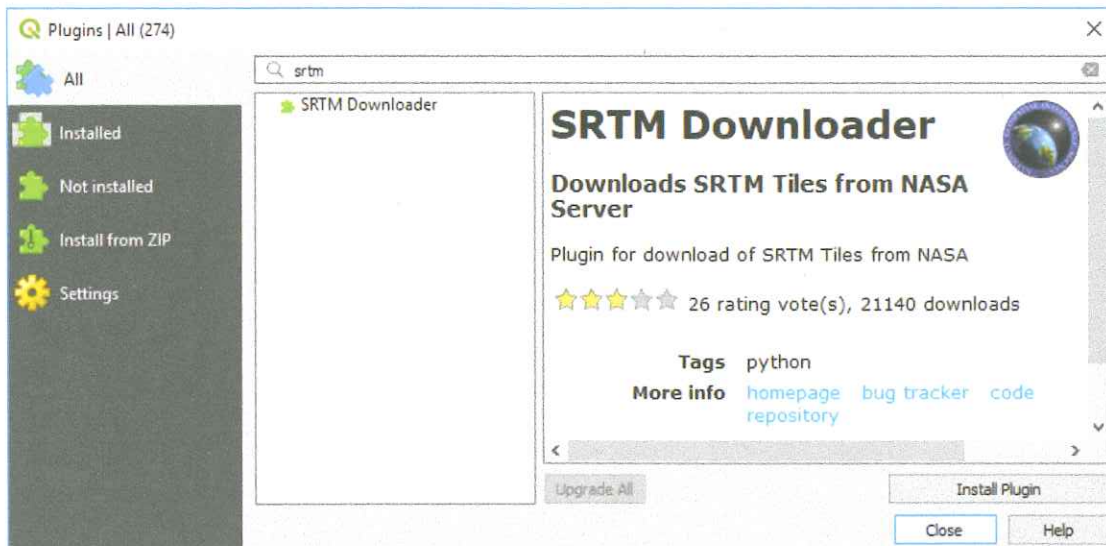 Plugins | All (274)
All
Installed
Not installed
Install from ZIP
Settings
srtm
SRTM Downloader
SRTM Downloader
Downloads SRTM Tiles from NASA
Server
Plugin for download of SRTM Tiles from NASA
26 rating vote(s), 21140 downloads
Tags python
More info homepage bug tracker code
repository
Upgrade All
Install Plugin
Close
Help